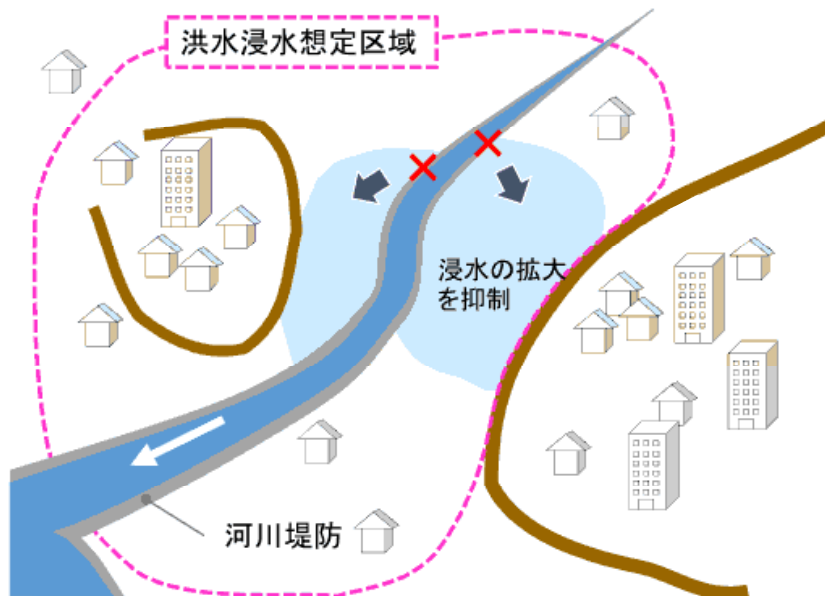 洪水浸水想定区域
浸水の拡大
を抑制
河川堤防